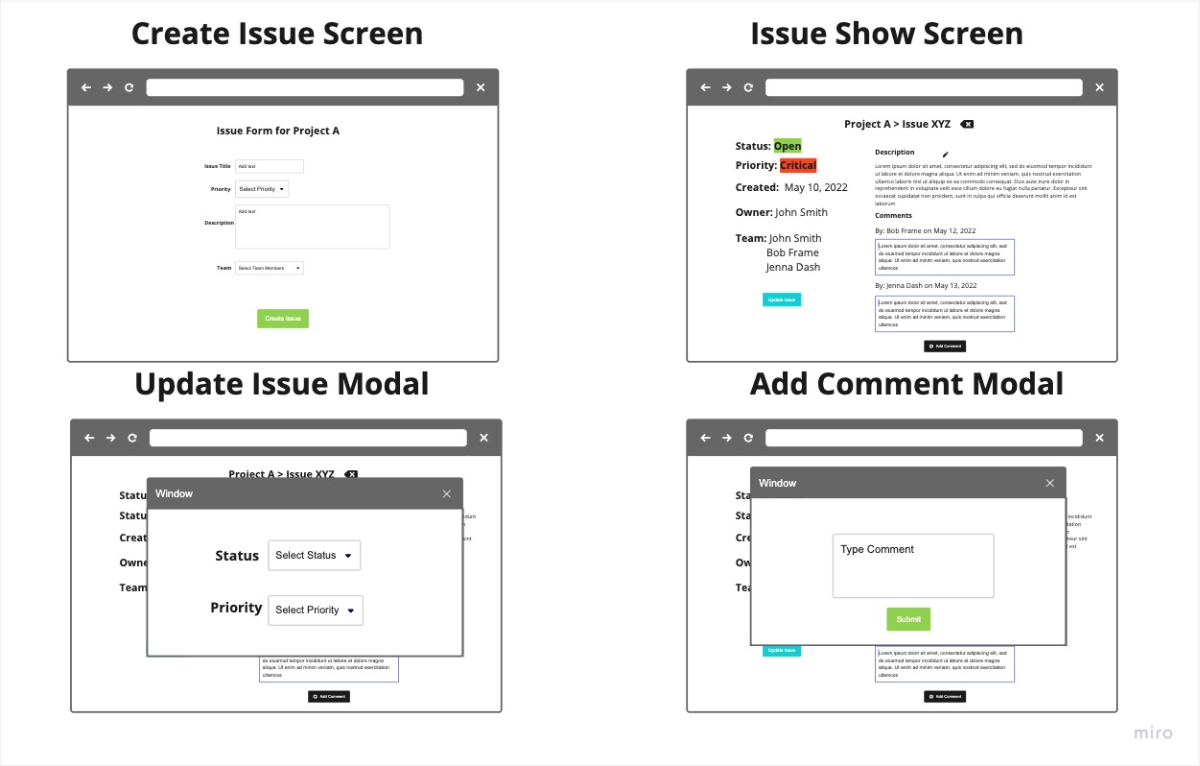 Create Issue Screen
Issue Form for Project A
Issue Title
Add text
Priority
Select Priority
Description
Add text
Team
Select Team Members
Create Issue
Issue Show Screen
Project A > Issue XYZ
Status: Open
Priority: Critical
Created: May 10, 2022
Owner: John Smith
Team: John Smith
Bob Frame
Jenna Dash
Update Issue
Description
Lorem ipsum dolor sit amet, consectetur adipiscing elit, sed do eiusmod tempor incididunt
ut labore et dolore magna aliqua. Ut enim ad minim veniam, quis nostrud exercitation
ullamco laboris nisi ut aliquip ex ea commodo consequat. Duis aute irure dolor in
reprehenderit in voluptate velit esse cillum dolore eu fugiat nulla pariatur. Excepteur sint
occaecat cupidatat non proident, sunt in culpa qui officia deserunt mollit anim id est
laborum
Comments
By: Bob Frame on May 12, 2022
Lorem ipsum dolor sit amet, consectetur adipiscing elit, sed
do eiusmod tempor incididunt ut labore et dolore magna
aliqua. Ut enim ad minim veniam, quis nostrud exercitation
ullamcos
By: Jenna Dash on May 13, 2022
Lorem ipsum dolor sit amet, consectetur adipiscing elit, sed
do eiusmod tempor incididunt ut labore et dolore magna
aliqua. Ut enim ad minim veniam, quis nostrud exercitation
ullamcos
Add Comment
Update Issue Modal
Project A > Issue XYZ
Window
Statu
Statu
Creat
Owne
Team
Status
Select Status
Priority
Select Priority
dunt
sint
do eiusmod tempor incididunt ut labore et dolore magna
aliqua. Ut enim ad minim veniam, quis nostrud exercitation
ullamcos
Add Comment
Add Comment Modal
Window
Sta
Sta
Cre
Ow
Tea
Type Comment
Submit
incididunt
tation
eur sint
est
Update Issue
Lorem ipsum dolor sit amet, consectetur adipiscing elit, sed
do eiusmod tempor incididunt ut labore et dolore magna
aliqua. Ut enim ad minim veniam, quis nostrud exercitation
ullamcos
Add Comment
miro